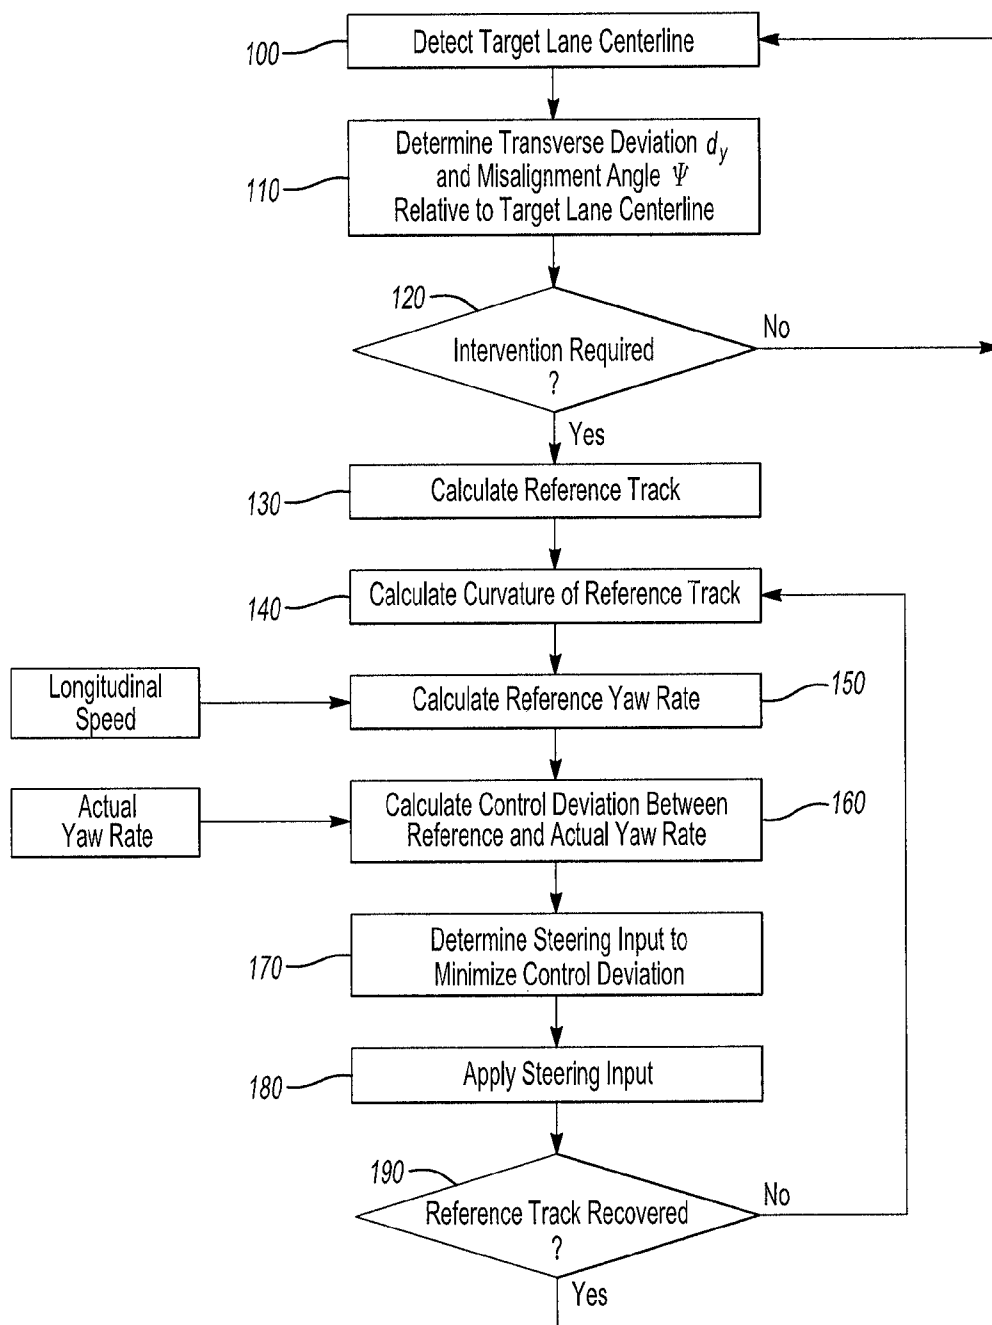 100
Detect Target Lane Centerline
110
Determine Transverse Deviation dy
and Misalignment Angle Ψ
Relative to Target Lane Centerline
120
Intervention Required
?
No
Yes
130
Calculate Reference Track
140
Calculate Curvature of Reference Track
Longitudinal
Speed
Calculate Reference Yaw Rate
150
Actual
Yaw Rate
Calculate Control Deviation Between
Reference and Actual Yaw Rate
160
170
Determine Steering Input to
Minimize Control Deviation
180
Apply Steering Input
190
Reference Track Recovered
?
No
Yes